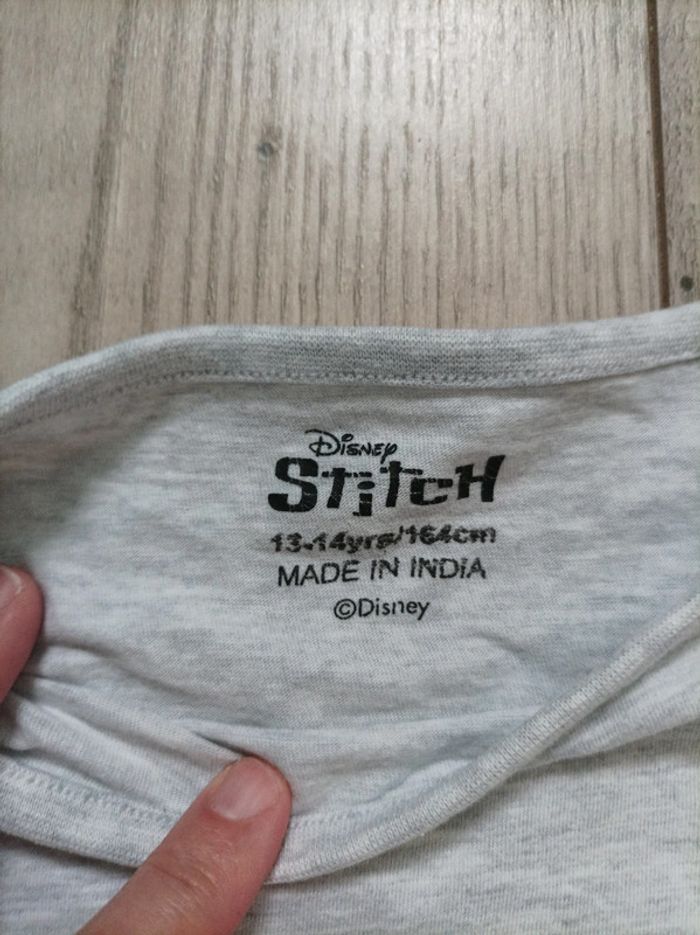 Disney
Stitch
13-14yrs/164cm
MADE IN INDIA
©Disney